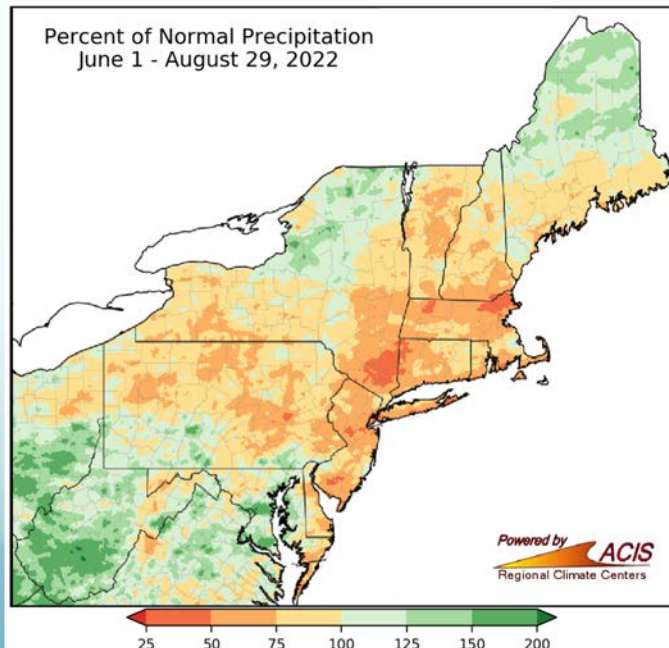 Percent of Normal Precipitation
June 1 - August 29, 2022
Powered by
ACIS
Regional Climate Centers
25 50 75 100 125 150 200